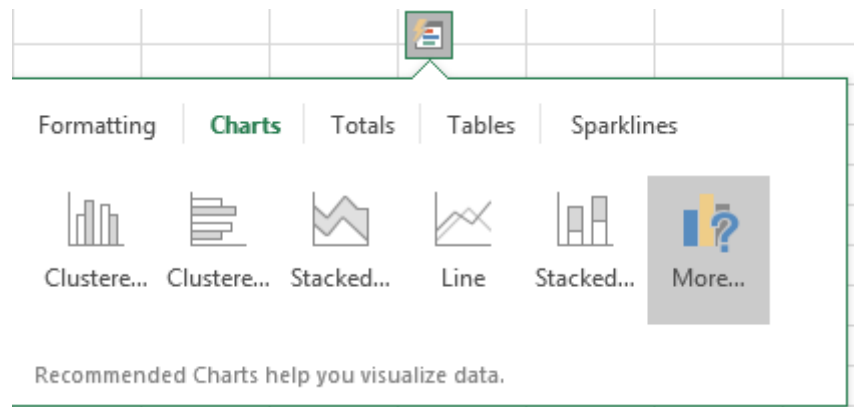 Formatting Charts Totals Tables Sparklines
Clustere... Clustere... Stacked... Line Stacked... More...
Recommended Charts help you visualize data.